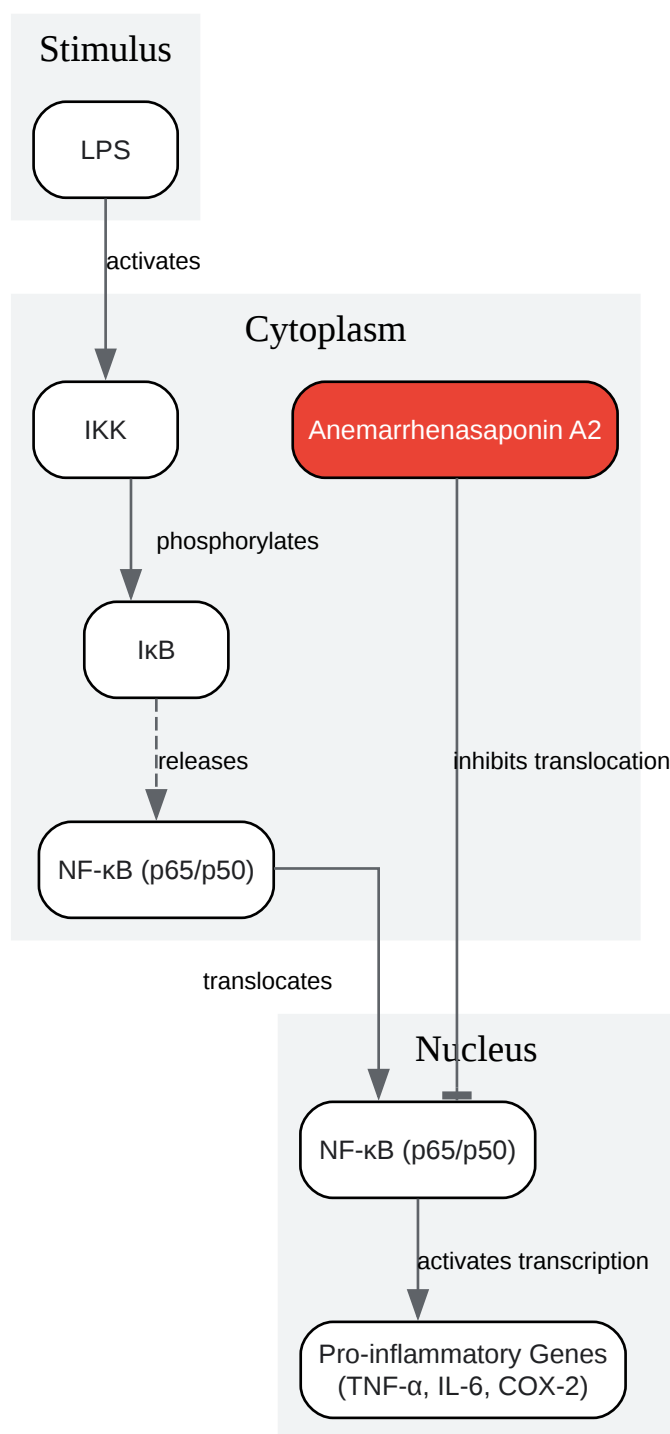 Stimulus
LPS
activates
Cytoplasm
IKK
Anemarrhenasaponin A2
phosphorylates
IκB
releases
inhibits translocation
NF-κB (p65/p50)
translocates
Nucleus
NF-κB (p65/p50)
activates transcription
Pro-inflammatory Genes
(TNF-α, IL-6, COX-2)